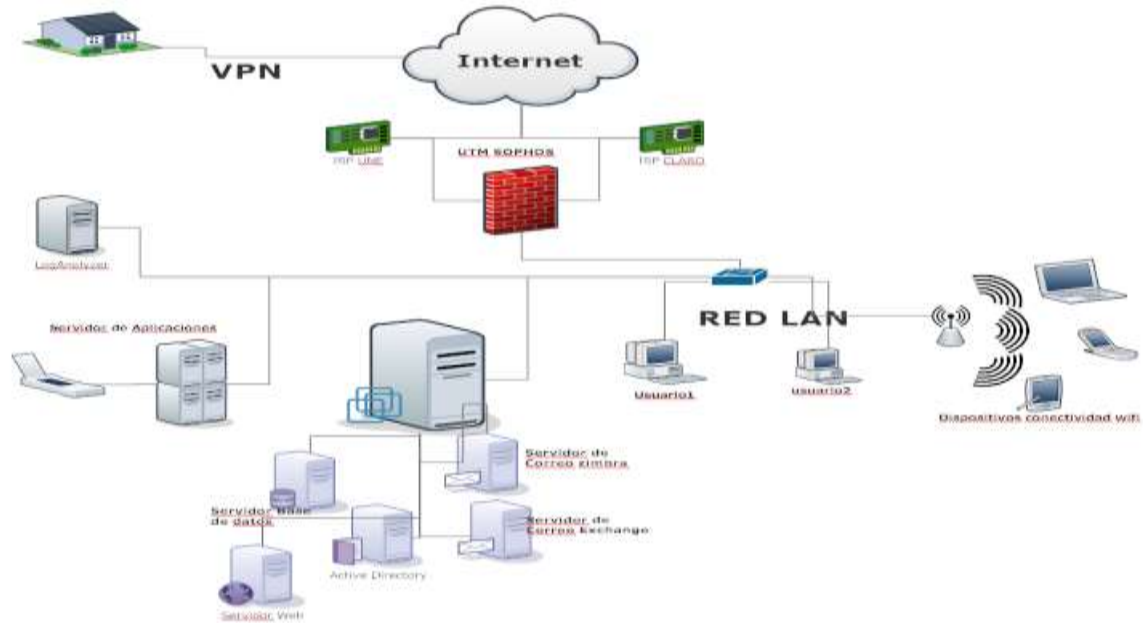 VPN
Internet
ISP UNE
UTM SOPHOS
ISP CLARO
LogAnalyzer
Servidor de Aplicaciones
RED LAN
Usuario1
usuario2
Dispositivos conectividad wifi
Servidor de
Correo zimbra
Servidor Base
de datos
Servidor de
Correo Exchange
Active Directory
Servidor Web